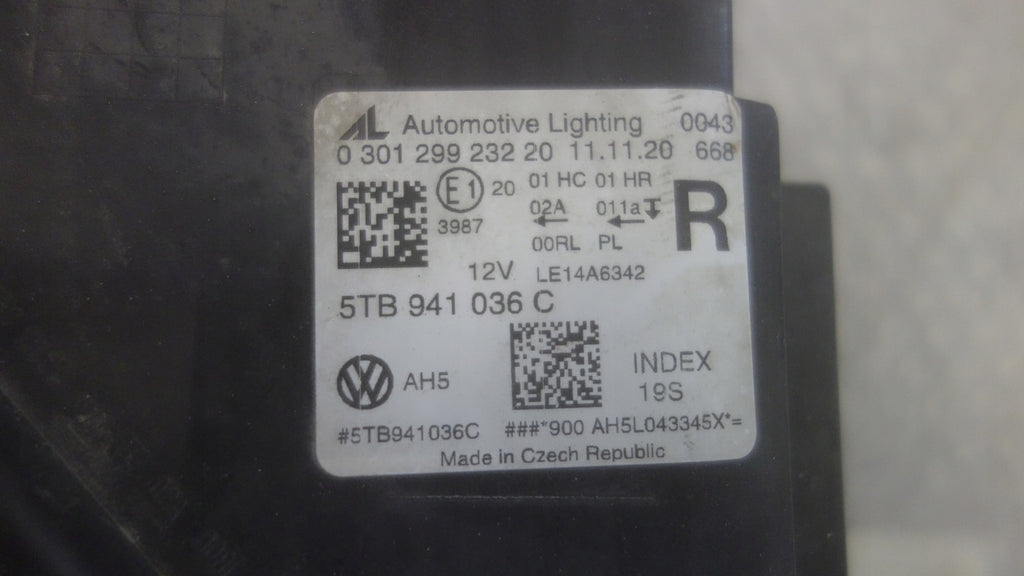 AL Automotive Lighting 0043
0 301 299 232 20 11.11.20 668
E1 20 01 HC 01 HR R
3987 02A 011a
00RL PL
12V LE14A6342
5TB 941 036 C
VW AH5 INDEX
19S
#5TB941036C ###*900 AH5L043345X*=
Made in Czech Republic